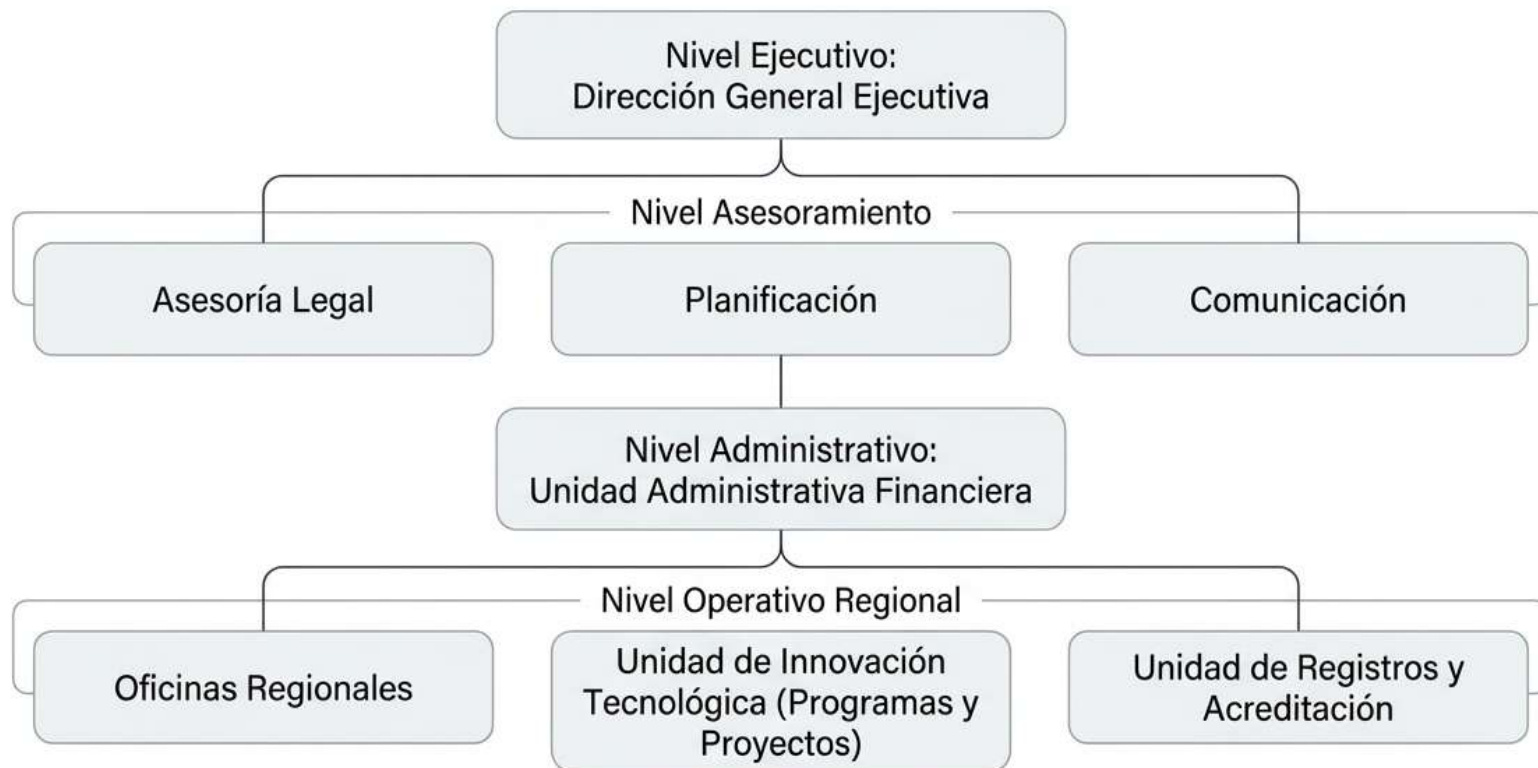 Nivel Ejecutivo:
Dirección General Ejecutiva
Nivel Asesoramiento
Asesoría Legal
Planificación
Comunicación
Nivel Administrativo:
Unidad Administrativa Financiera
Nivel Operativo Regional
Oficinas Regionales
Unidad de Innovación
Tecnológica (Programas y
Proyectos)
Unidad de Registros y
Acreditación